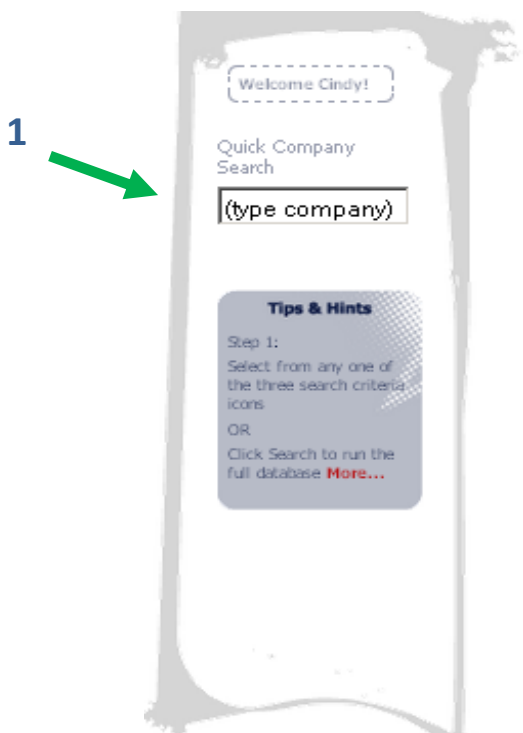 Welcome Cindy!
1
Quick Company
Search
(type company)
Tips & Hints
Step 1:
Select from any one of
the three search criteria
icons
OR
Click Search to run the
full database More...